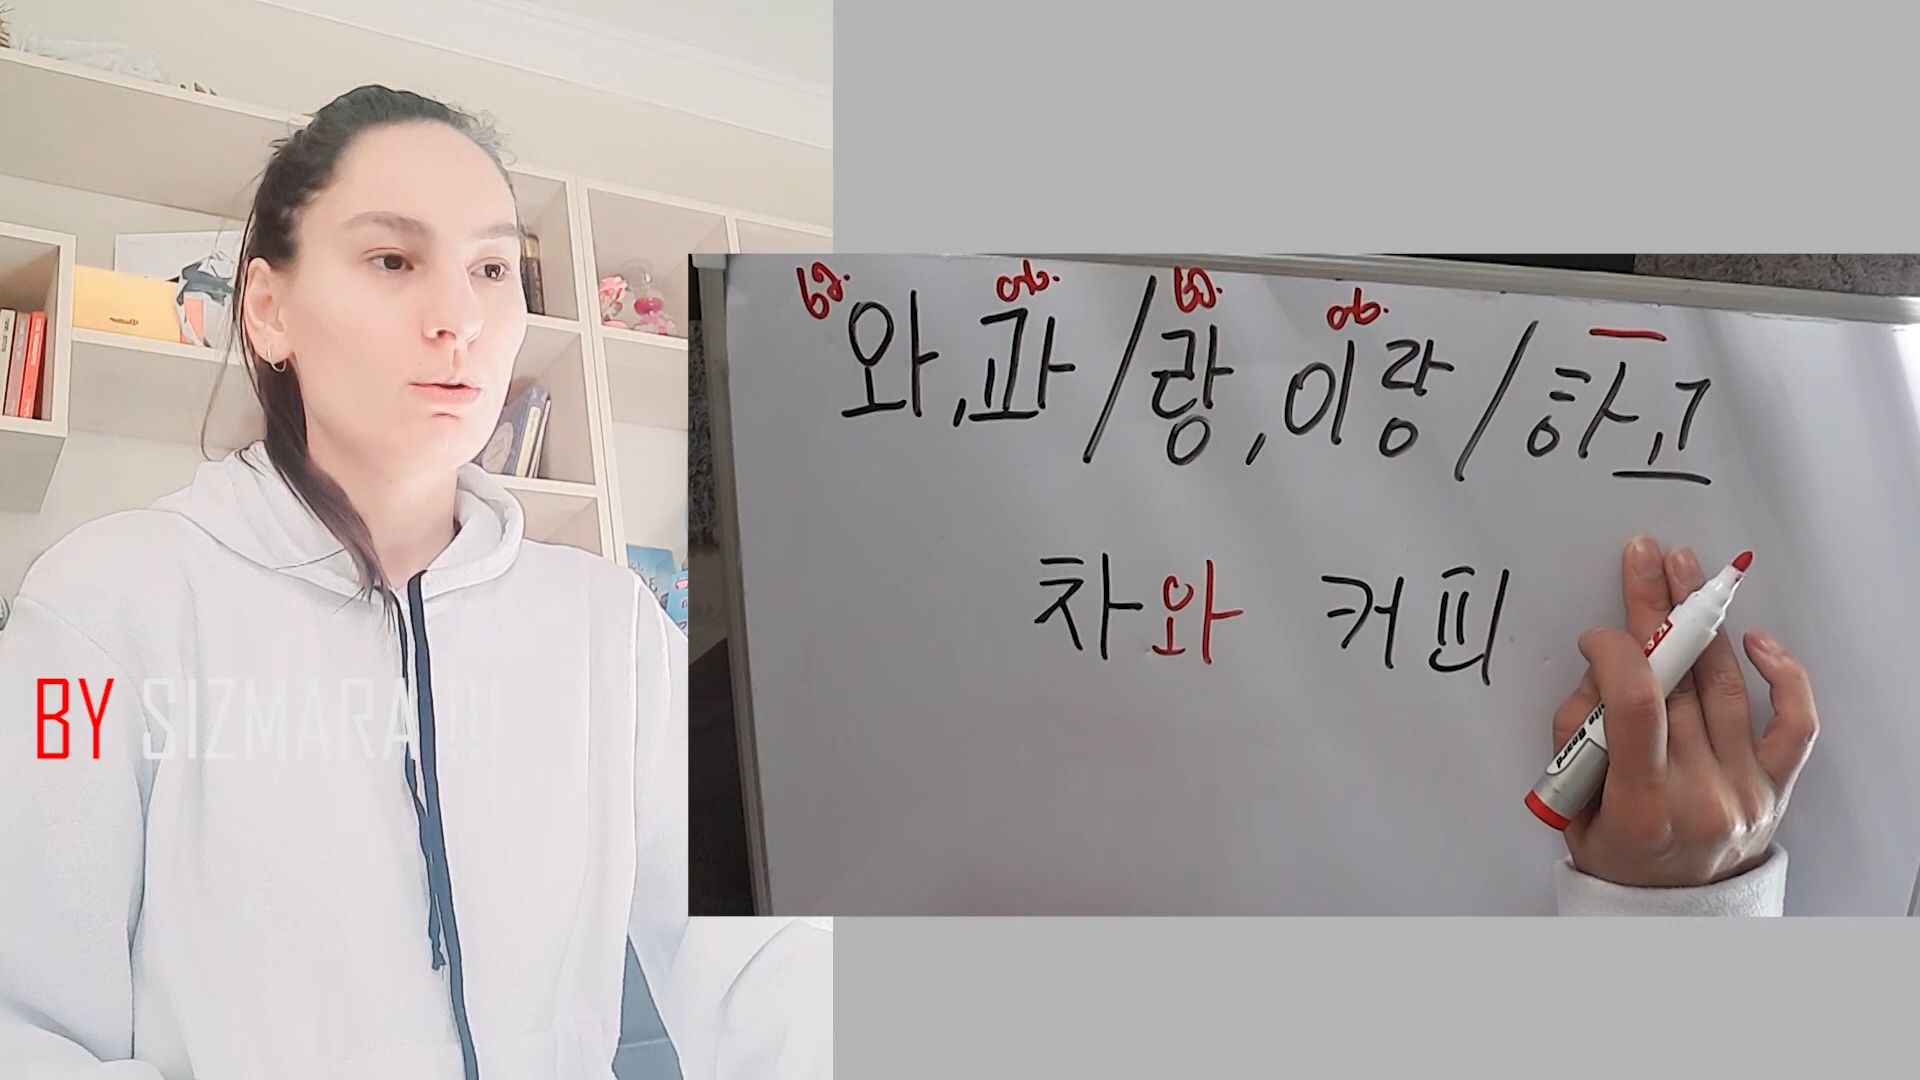 와, 과 / 랑, 이랑 / 하고
차와 커피
BY SIZMARA !!!